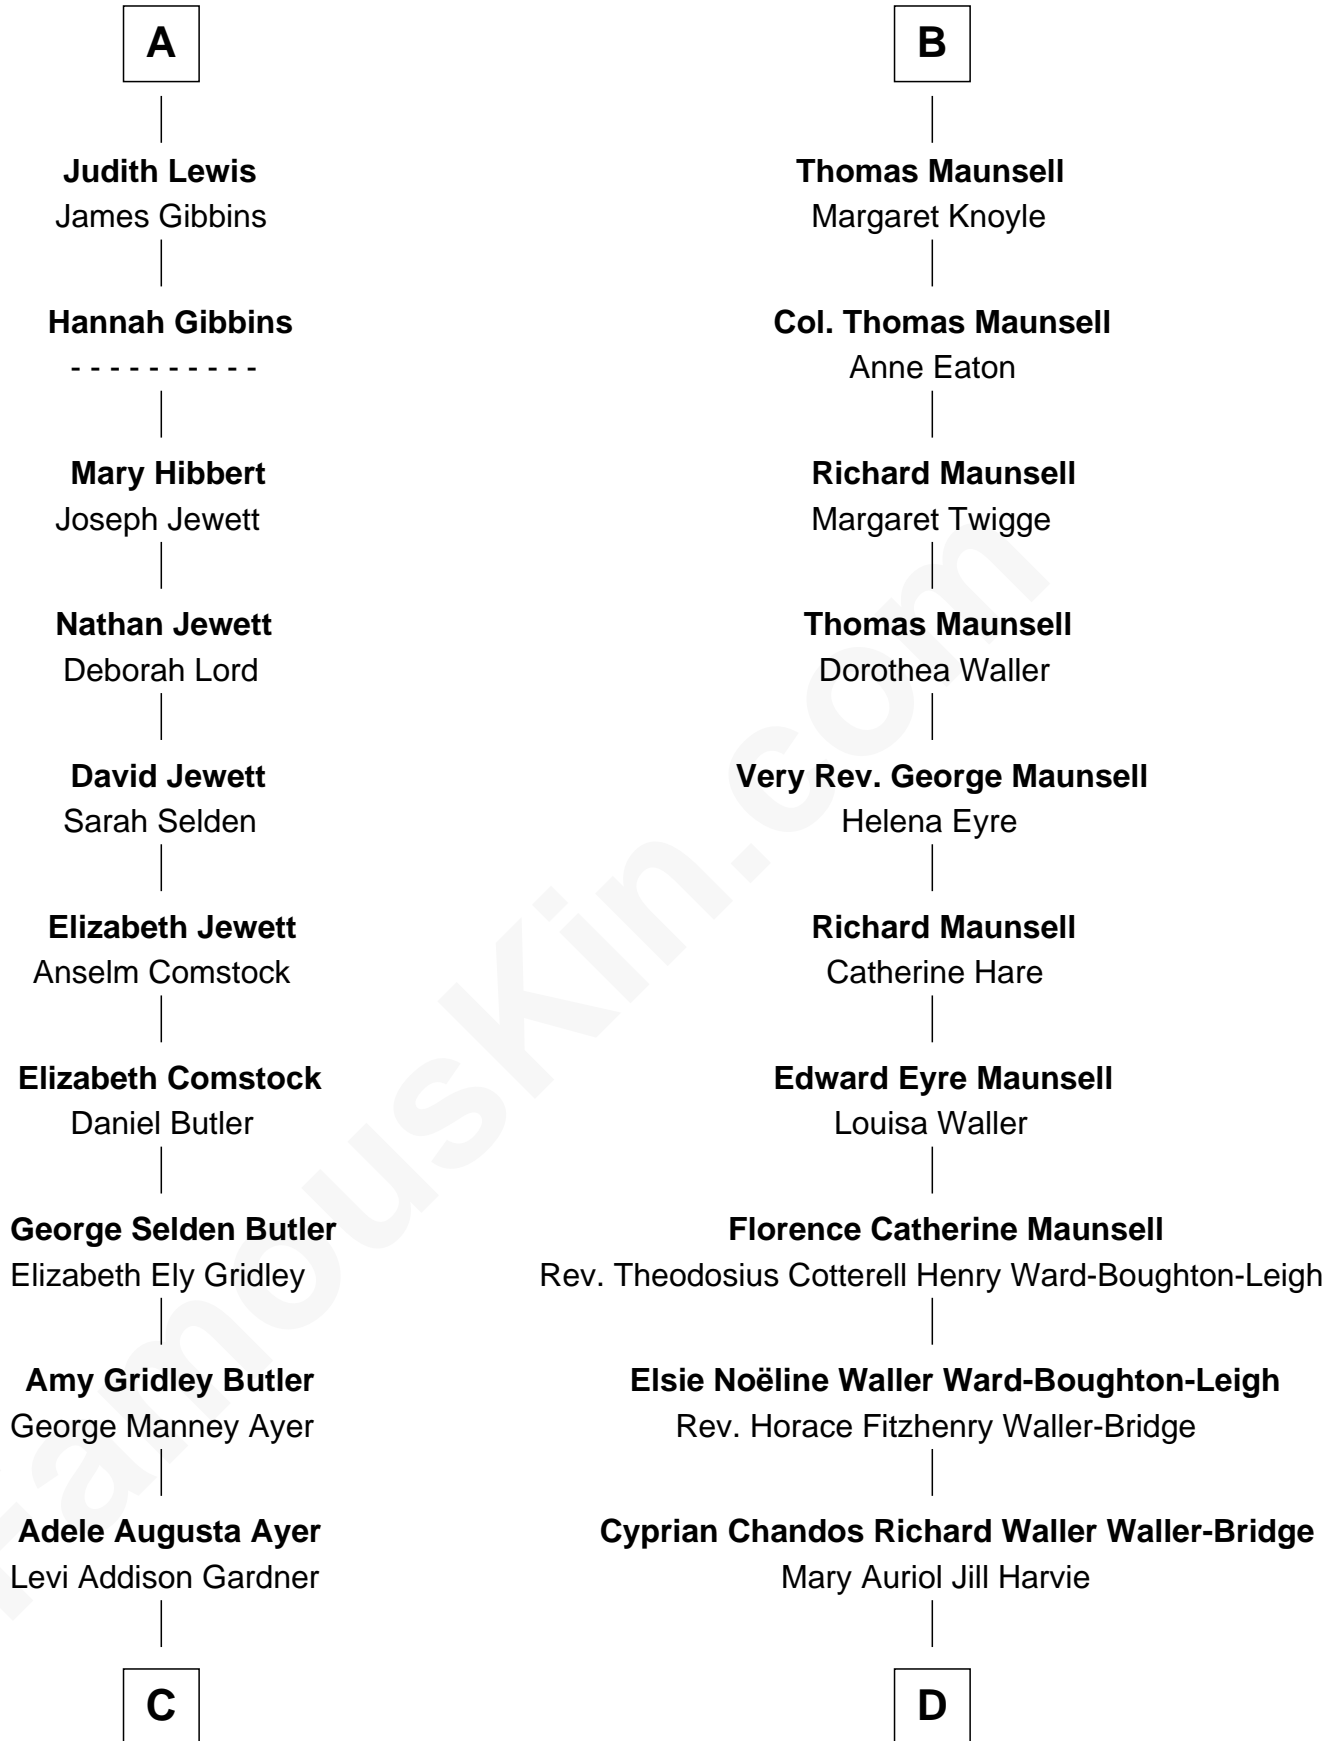 A
Judith Lewis
James Gibbins
Hannah Gibbins
- - - - - - - - - -
Mary Hibbert
Joseph Jewett
Nathan Jewett
Deborah Lord
David Jewett
Sarah Selden
Elizabeth Jewett
Anselm Comstock
Elizabeth Comstock
Daniel Butler
George Selden Butler
Elizabeth Ely Gridley
Amy Gridley Butler
George Manney Ayer
Adele Augusta Ayer
Levi Addison Gardner
C
B
Thomas Maunsell
Margaret Knoyle
Col. Thomas Maunsell
Anne Eaton
Richard Maunsell
Margaret Twigge
Thomas Maunsell
Dorothea Waller
Very Rev. George Maunsell
Helena Eyre
Richard Maunsell
Catherine Hare
Edward Eyre Maunsell
Louisa Waller
Florence Catherine Maunsell
Rev. Theodosius Cotterell Henry Ward-Boughton-Leigh
Elsie Noëline Waller Ward-Boughton-Leigh
Rev. Horace Fitzhenry Waller-Bridge
Cyprian Chandos Richard Waller Waller-Bridge
Mary Auriol Jill Harvie
D
FamousKin.com